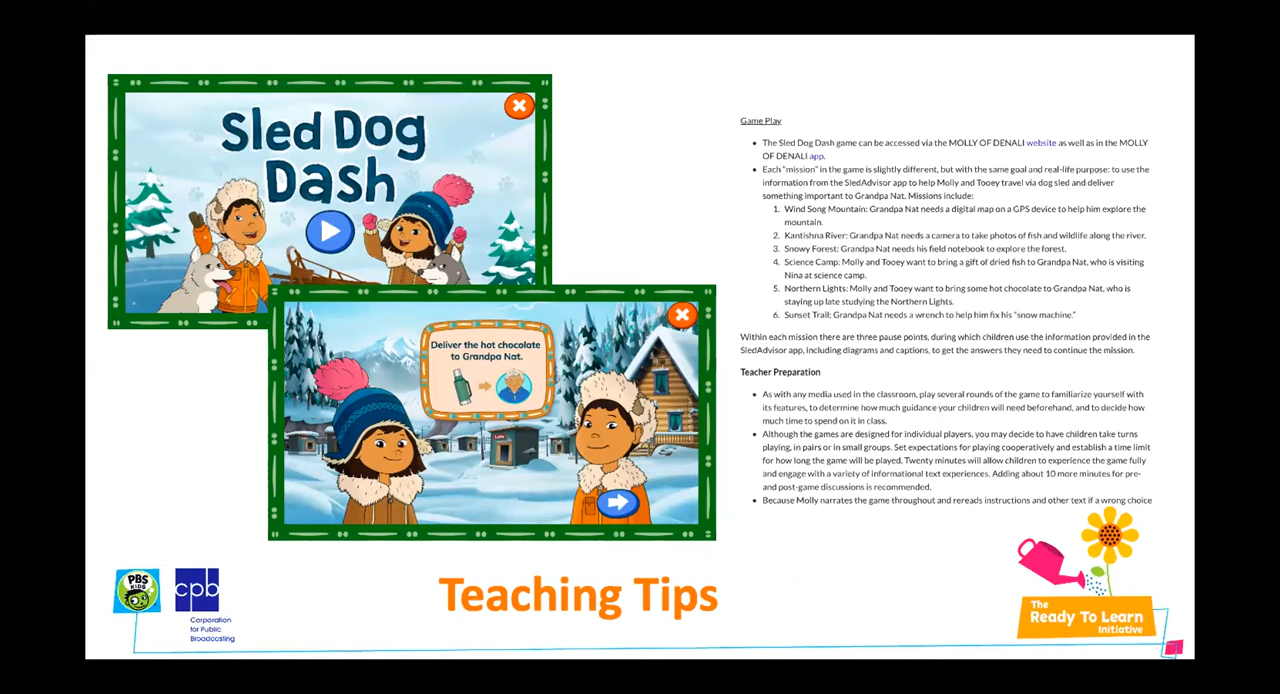 Sled Dog
Dash
Deliver the hot chocolate
to Grandpa Nat.
Game Play
• The Sled Dog Dash game can be accessed via the MOLLY OF DENALI website as well as in the MOLLY
OF DENALI app.
• Each "mission" in the game is slightly different, but with the same goal and real-life purpose: to use the
information from the SledAdvisor app to help Molly and Tooey travel via dog sled and deliver
something important to Grandpa Nat. Missions include:
1. Wind Song Mountain: Grandpa Nat needs a digital map on a GPS device to help him explore the
mountain.
2. Kantishna River: Grandpa Nat needs a camera to take photos of fish and wildlife along the river.
3. Snowy Forest: Grandpa Nat needs his field notebook to explore the forest.
4. Science Camp: Molly and Tooey want to bring a gift of dried fish to Grandpa Nat, who is visiting
Nina at science camp.
5. Northern Lights: Molly and Tooey want to bring some hot chocolate to Grandpa Nat, who is
staying up late studying the Northern Lights.
6. Sunset Trail: Grandpa Nat needs a wrench to help him fix his "snow machine."
Within each mission there are three pause points, during which children use the information provided in the
SledAdvisor app, including diagrams and captions, to get the answers they need to continue the mission.
Teacher Preparation
• As with any media used in the classroom, play several rounds of the game to familiarize yourself with
its features, to determine how much guidance your children will need beforehand, and to decide how
much time to spend on it in class.
• Although the games are designed for individual players, you may decide to have children take turns
playing, in pairs or in small groups. Set expectations for playing cooperatively and establish a time limit
for how long the game will be played. Twenty minutes will allow children to experience the game fully
and engage with a variety of informational text experiences. Adding about 10 more minutes for pre-
and post-game discussions is recommended.
• Because Molly narrates the game throughout and rereads instructions and other text if a wrong choice
Teaching Tips
PBS
KIDS
cpb
Corporation
for Public
Broadcasting
The
Ready To Learn
Initiative